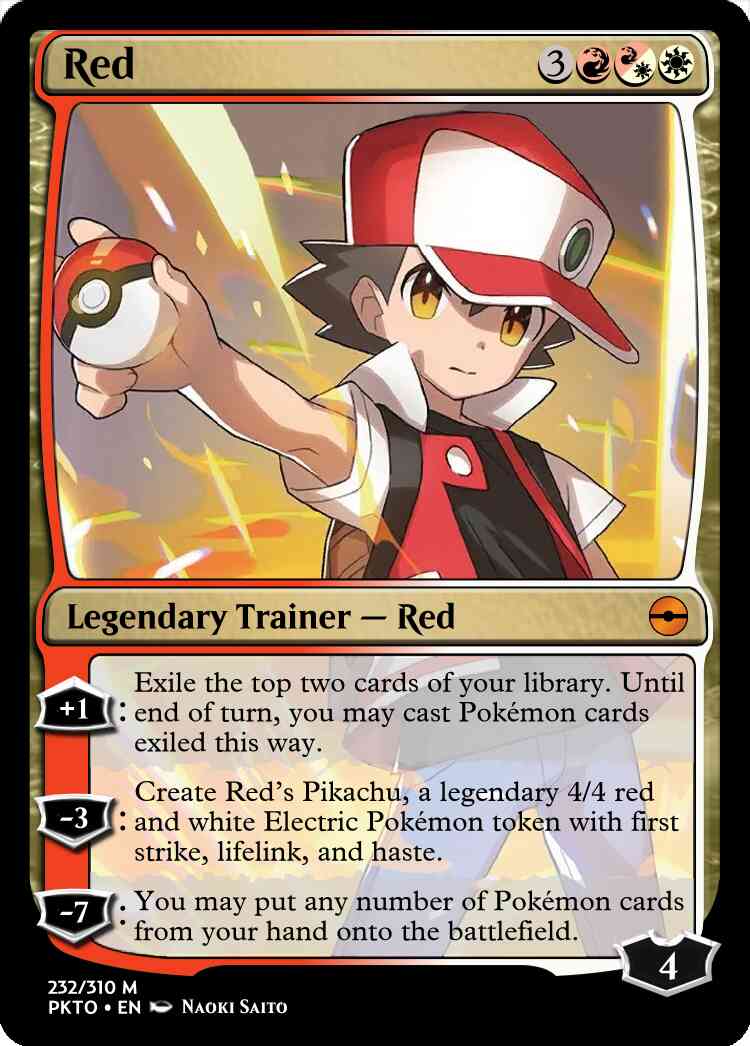 Red 3
Legendary Trainer — Red
+1 : Exile the top two cards of your library. Until
end of turn, you may cast Pokémon cards
exiled this way.
−3 : Create Red's Pikachu, a legendary 4/4 red
and white Electric Pokémon token with first
strike, lifelink, and haste.
−7 : You may put any number of Pokémon cards
from your hand onto the battlefield.
4
232/310 M
PKTO • EN Naoki Saito